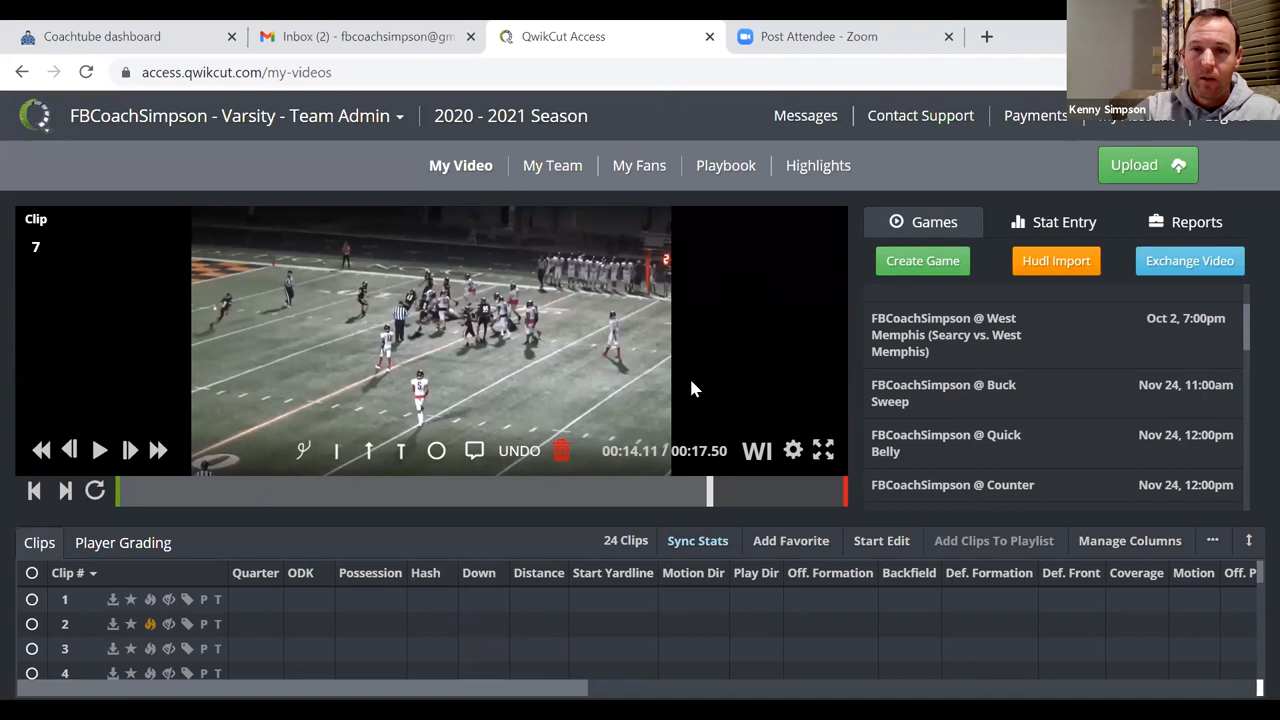 Coachtube dashboard
Inbox (2) - fbcoachsimpson@gm
QwikCut Access
Post Attendee - Zoom
access.qwikcut.com/my-videos
Kenny Simpson
FBCoachSimpson - Varsity - Team Admin
2020 - 2021 Season
Messages
Contact Support
Payments
My Video
My Team
My Fans
Playbook
Highlights
Upload
Clip
7
Games
Stat Entry
Reports
Create Game
Hudl Import
Exchange Video
FBCoachSimpson @ West Oct 2, 7:00pm
Memphis (Searcy vs. West
Memphis)
FBCoachSimpson @ Buck Nov 24, 11:00am
Sweep
FBCoachSimpson @ Quick Nov 24, 12:00pm
Belly
FBCoachSimpson @ Counter Nov 24, 12:00pm
T UNDO 00:14.11 / 00:17.50 WI
Clips
Player Grading
24 Clips
Sync Stats
Add Favorite
Start Edit
Add Clips To Playlist
Manage Columns
Clip # Quarter ODK Possession Hash Down Distance Start Yardline Motion Dir Play Dir Off. Formation Backfield Def. Formation Def. Front Coverage Motion Off. P
1 P T
2 P T
3 P T
4 P T